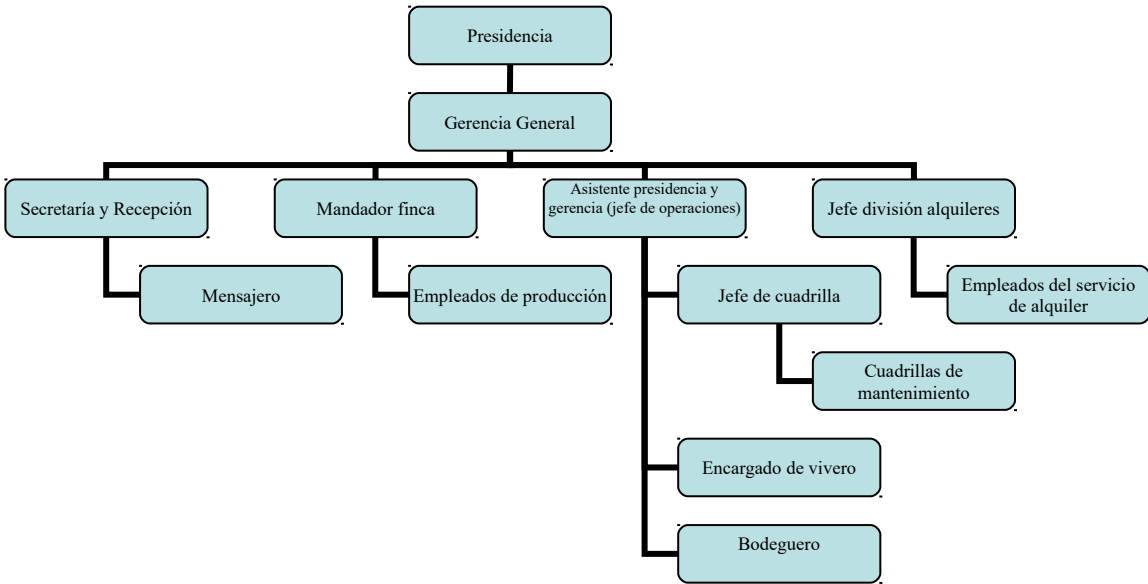 Presidencia
Gerencia General
Secretaría y Recepción
Mandador finca
Asistente presidencia y
gerencia (jefe de operaciones)
Jefe división alquileres
Mensajero
Empleados de producción
Jefe de cuadrilla
Empleados del servicio
de alquiler
Cuadrillas de
mantenimiento
Encargado de vivero
Bodeguero